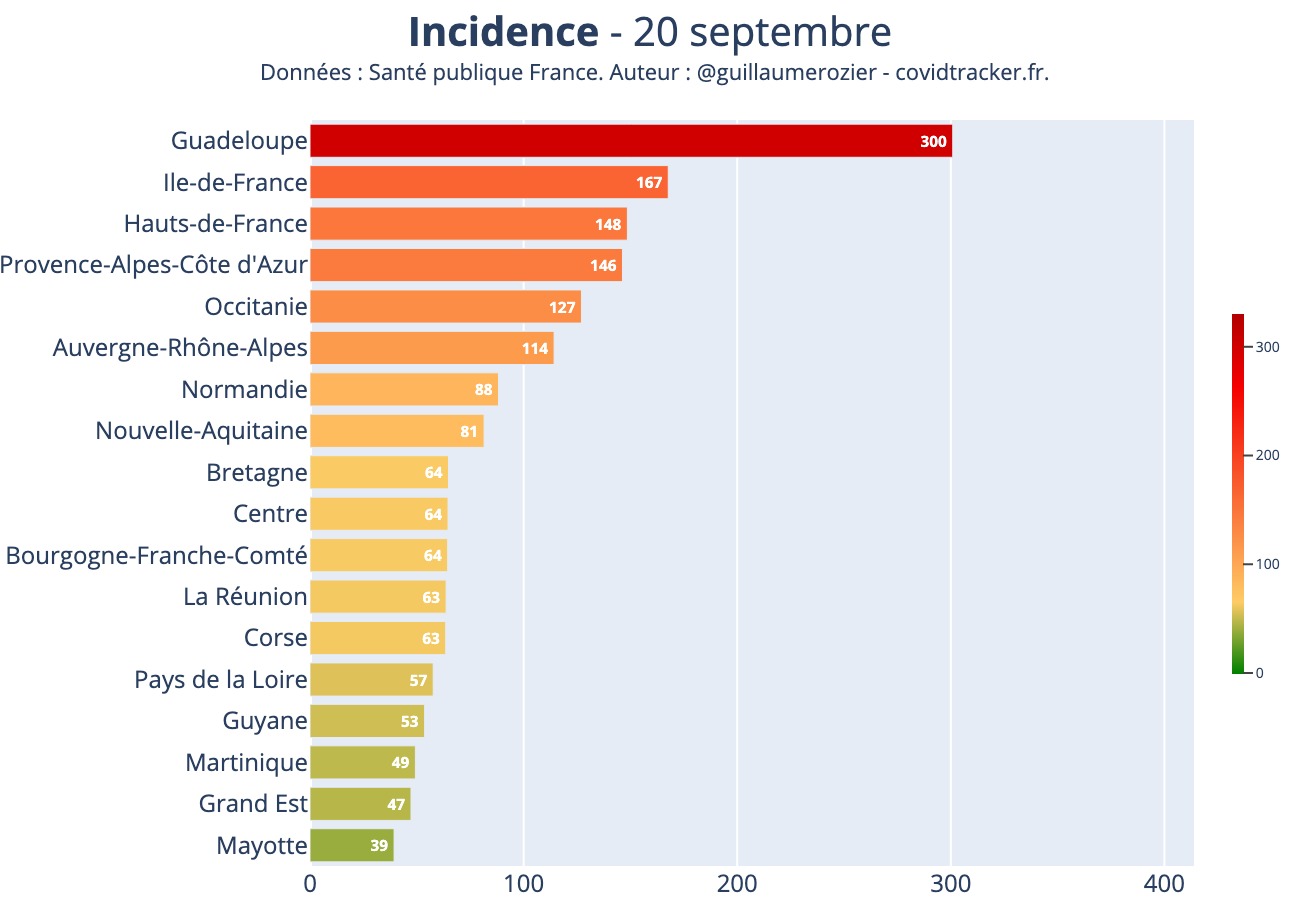 Incidence - 20 septembre
Données : Santé publique France. Auteur : @guillaumerozier - covidtracker.fr.
Guadeloupe 300
Ile-de-France 167
Hauts-de-France 148
Provence-Alpes-Côte d'Azur 146
Occitanie 127
Auvergne-Rhône-Alpes 114
Normandie 88
Nouvelle-Aquitaine 81
Bretagne 64
Centre 64
Bourgogne-Franche-Comté 64
La Réunion 63
Corse 63
Pays de la Loire 57
Guyane 53
Martinique 49
Grand Est 47
Mayotte 39
0 100 200 300 400
300
200
100
0